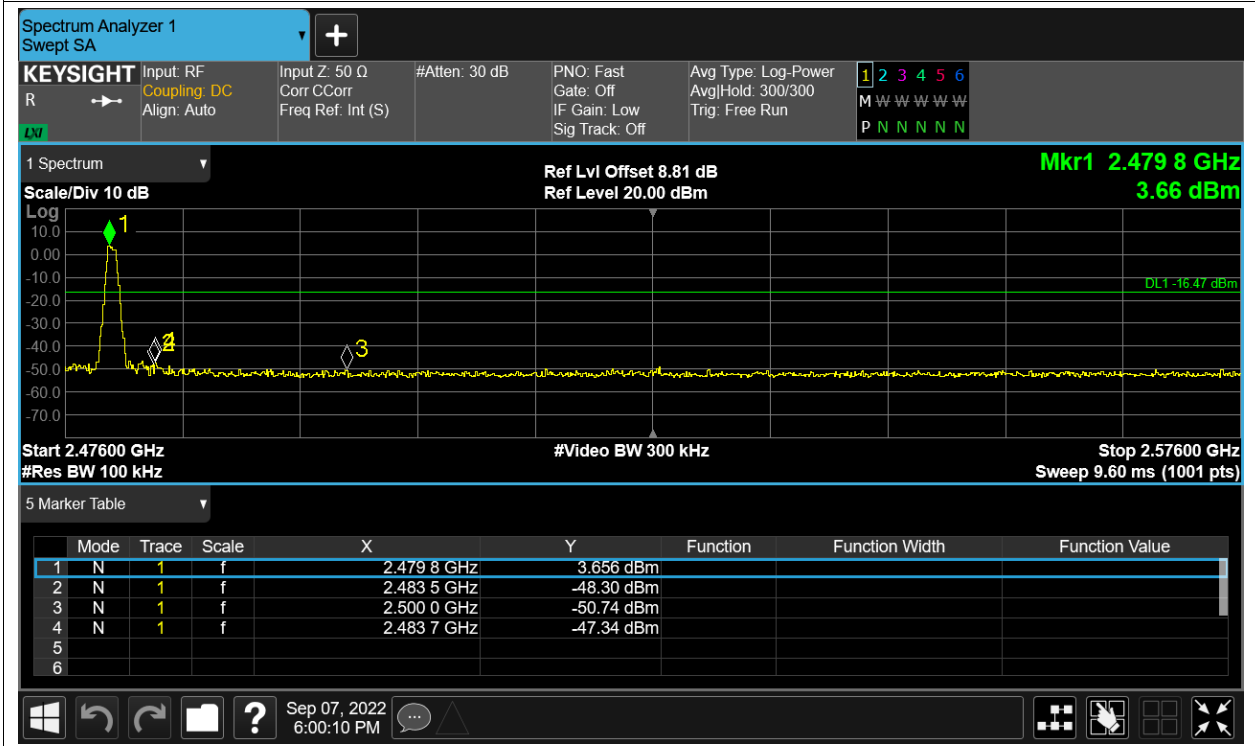 Spectrum Analyzer 1
Swept SA
+
KEYSIGHT
R
LXI
Input: RF
Coupling: DC
Align: Auto
Input Z: 50 Ω
Corr CCorr
Freq Ref: Int (S)
#Atten: 30 dB
PNO: Fast
Gate: Off
IF Gain: Low
Sig Track: Off
Avg Type: Log-Power
Avg|Hold: 300/300
Trig: Free Run
1 2 3 4 5 6
M W W W W W
P N N N N N
1 Spectrum
Scale/Div 10 dB
Ref Lvl Offset 8.81 dB
Ref Level 20.00 dBm
Mkr1 2.479 8 GHz
3.66 dBm
Log
10.0
0.00
-10.0
-20.0
-30.0
-40.0
-50.0
-60.0
-70.0
1
3
DL1 -16.47 dBm
Start 2.47600 GHz
#Res BW 100 kHz
#Video BW 300 kHz
Stop 2.57600 GHz
Sweep 9.60 ms (1001 pts)
5 Marker Table
Mode Trace Scale X Y Function Function Width Function Value
1 N 1 f 2.479 8 GHz 3.656 dBm
2 N 1 f 2.483 5 GHz -48.30 dBm
3 N 1 f 2.500 0 GHz -50.74 dBm
4 N 1 f 2.483 7 GHz -47.34 dBm
5
6
?
Sep 07, 2022
6:00:10 PM